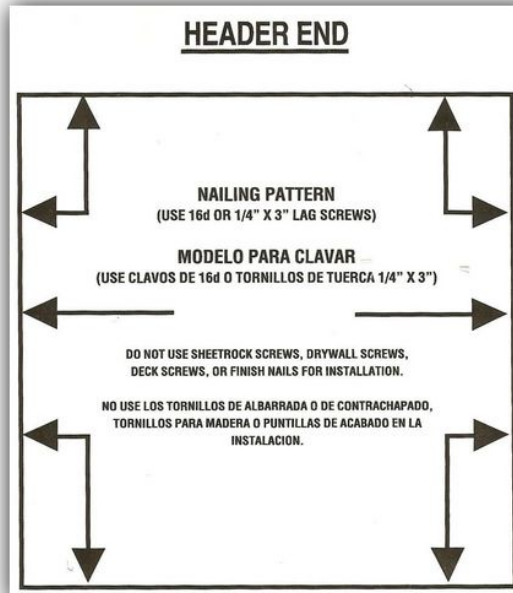 HEADER END
NAILING PATTERN
(USE 16d OR 1/4" X 3" LAG SCREWS)
MODELO PARA CLAVAR
(USE CLAVOS DE 16d O TORNILLOS DE TUERCA 1/4" X 3")
DO NOT USE SHEETROCK SCREWS, DRYWALL SCREWS,
DECK SCREWS, OR FINISH NAILS FOR INSTALLATION.
NO USE LOS TORNILLOS DE ALBARRADA O DE CONTRACHAPADO,
TORNILLOS PARA MADERA O PUNTILLAS DE ACABADO EN LA
INSTALACION.